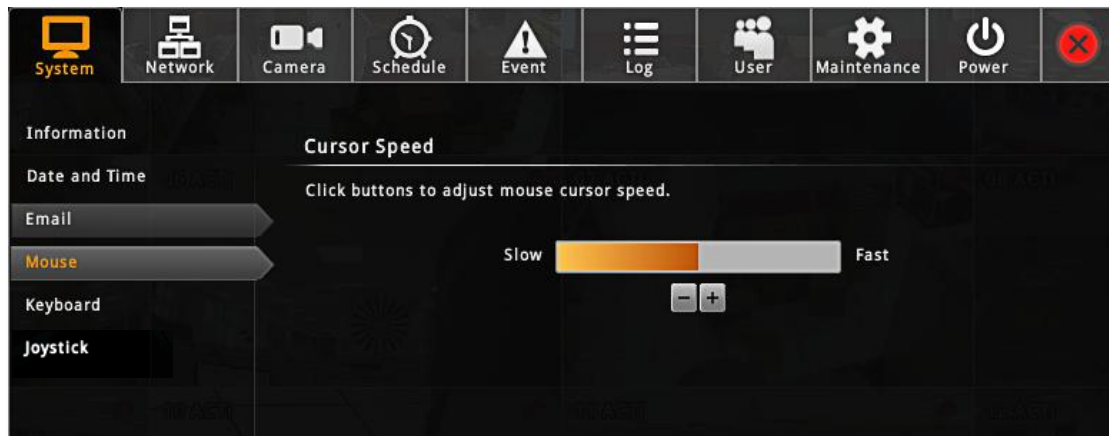 System Network Camera Schedule Event Log User Maintenance Power
Information
Cursor Speed
Date and Time
Click buttons to adjust mouse cursor speed.
Email
Slow Fast
Mouse
Keyboard
Joystick